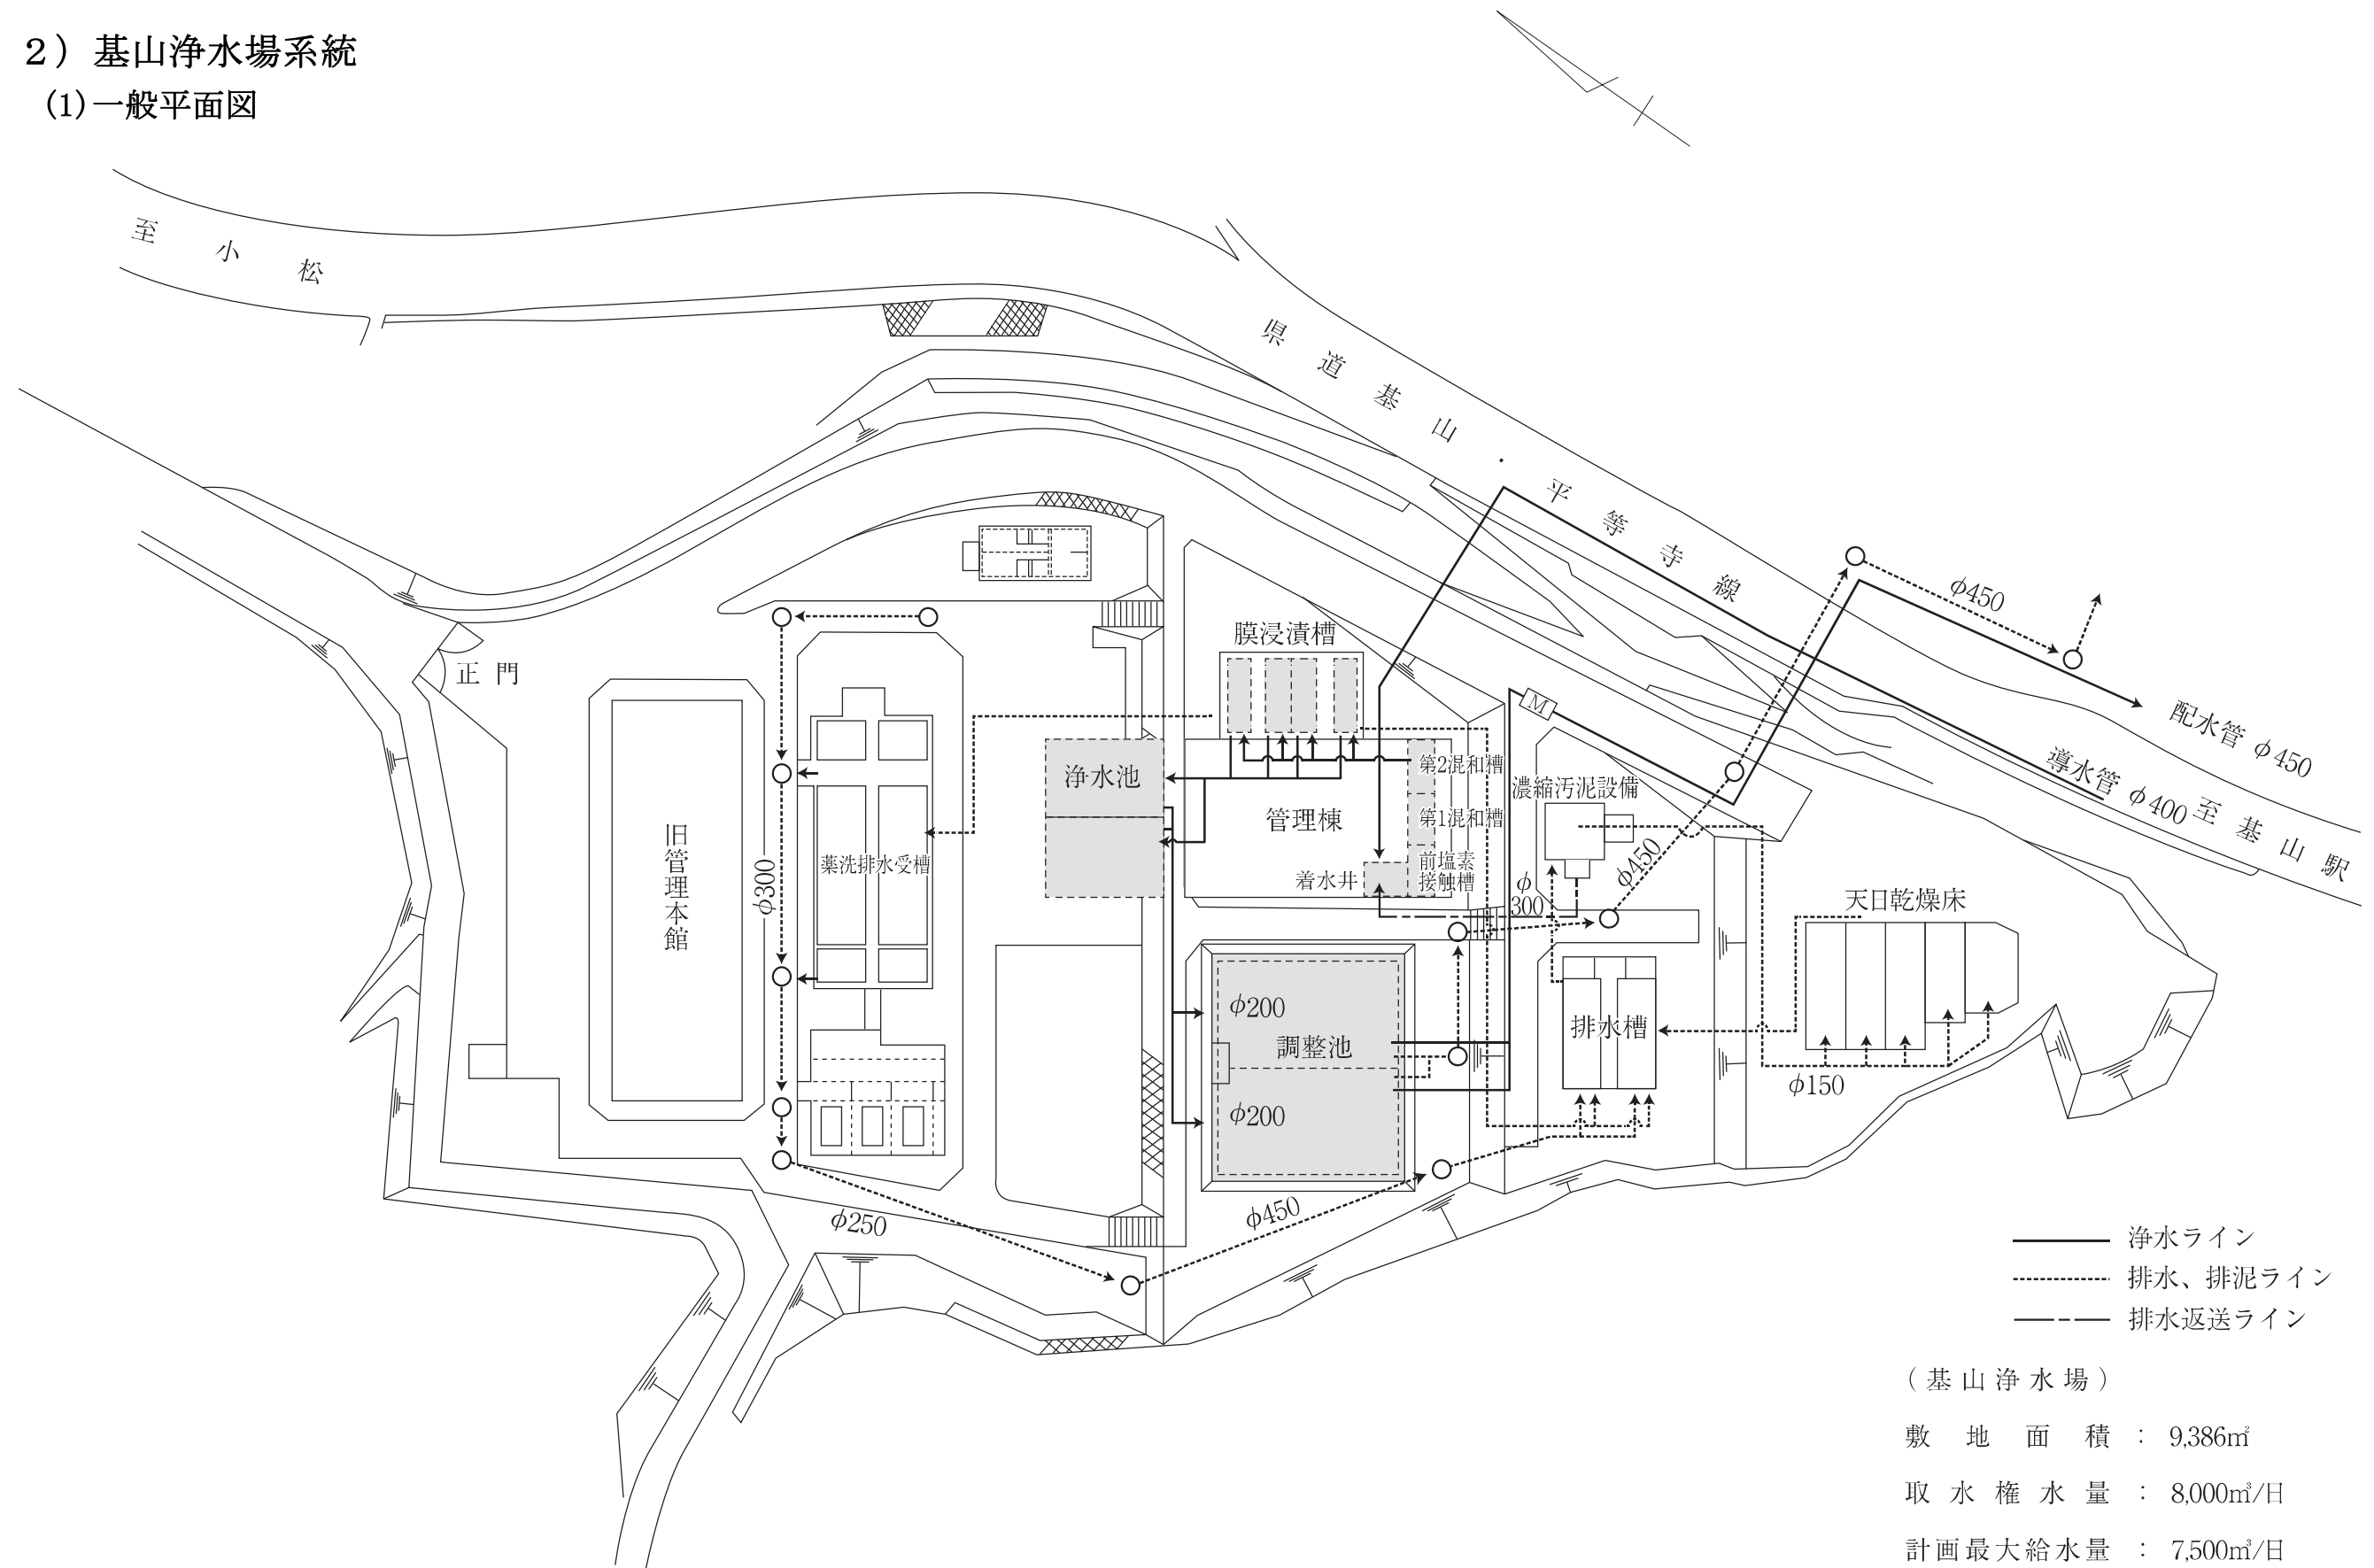 2）基山浄水場系統
(1)一般平面図
至小松
県道基山・平等寺線
φ450
配水管 φ450
導水管 φ400
至基山駅
正門
膜浸漬槽
M
浄水池
第2混和槽
管理棟
第1混和槽
濃縮汚泥設備
前塩素
接触槽
着水井
φ
300
φ450
旧管理本館
φ300
薬洗排水受槽
天日乾燥床
φ200
調整池
排水槽
φ200
φ150
φ250
φ450
浄水ライン
排水、排泥ライン
排水返送ライン
（基山浄水場）
敷地面積：9,386㎡
取水権水量：8,000㎥/日
計画最大給水量：7,500㎥/日